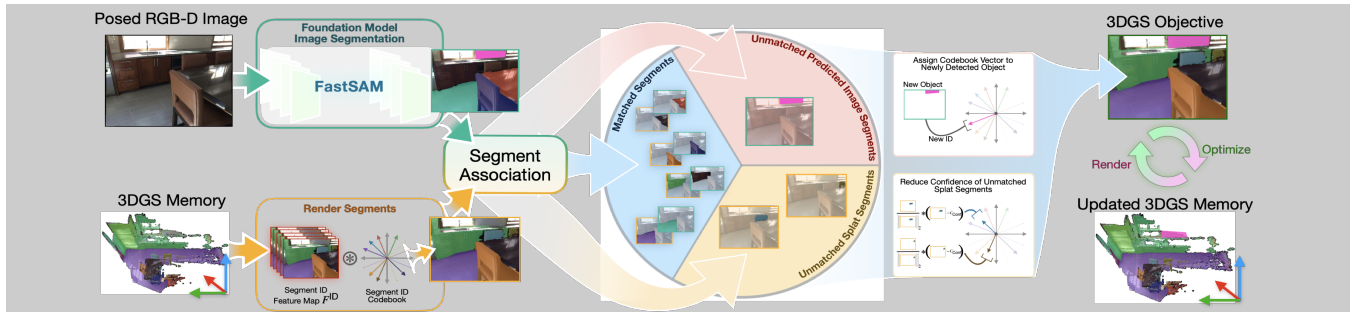 Posed RGB-D Image
Foundation Model
Image Segmentation
FastSAM
3DGS Memory
Render Segments
Segment ID
Feature Map F^ID
Segment ID
Codebook
Segment
Association
Matched Segments
Unmatched Predicted Image Segments
Unmatched Splat Segments
Assign Codebook Vector to
Newly Detected Object
New Object
New ID
Reduce Confidence of Unmatched
Splat Segments
3DGS Objective
Render
Optimize
Updated 3DGS Memory